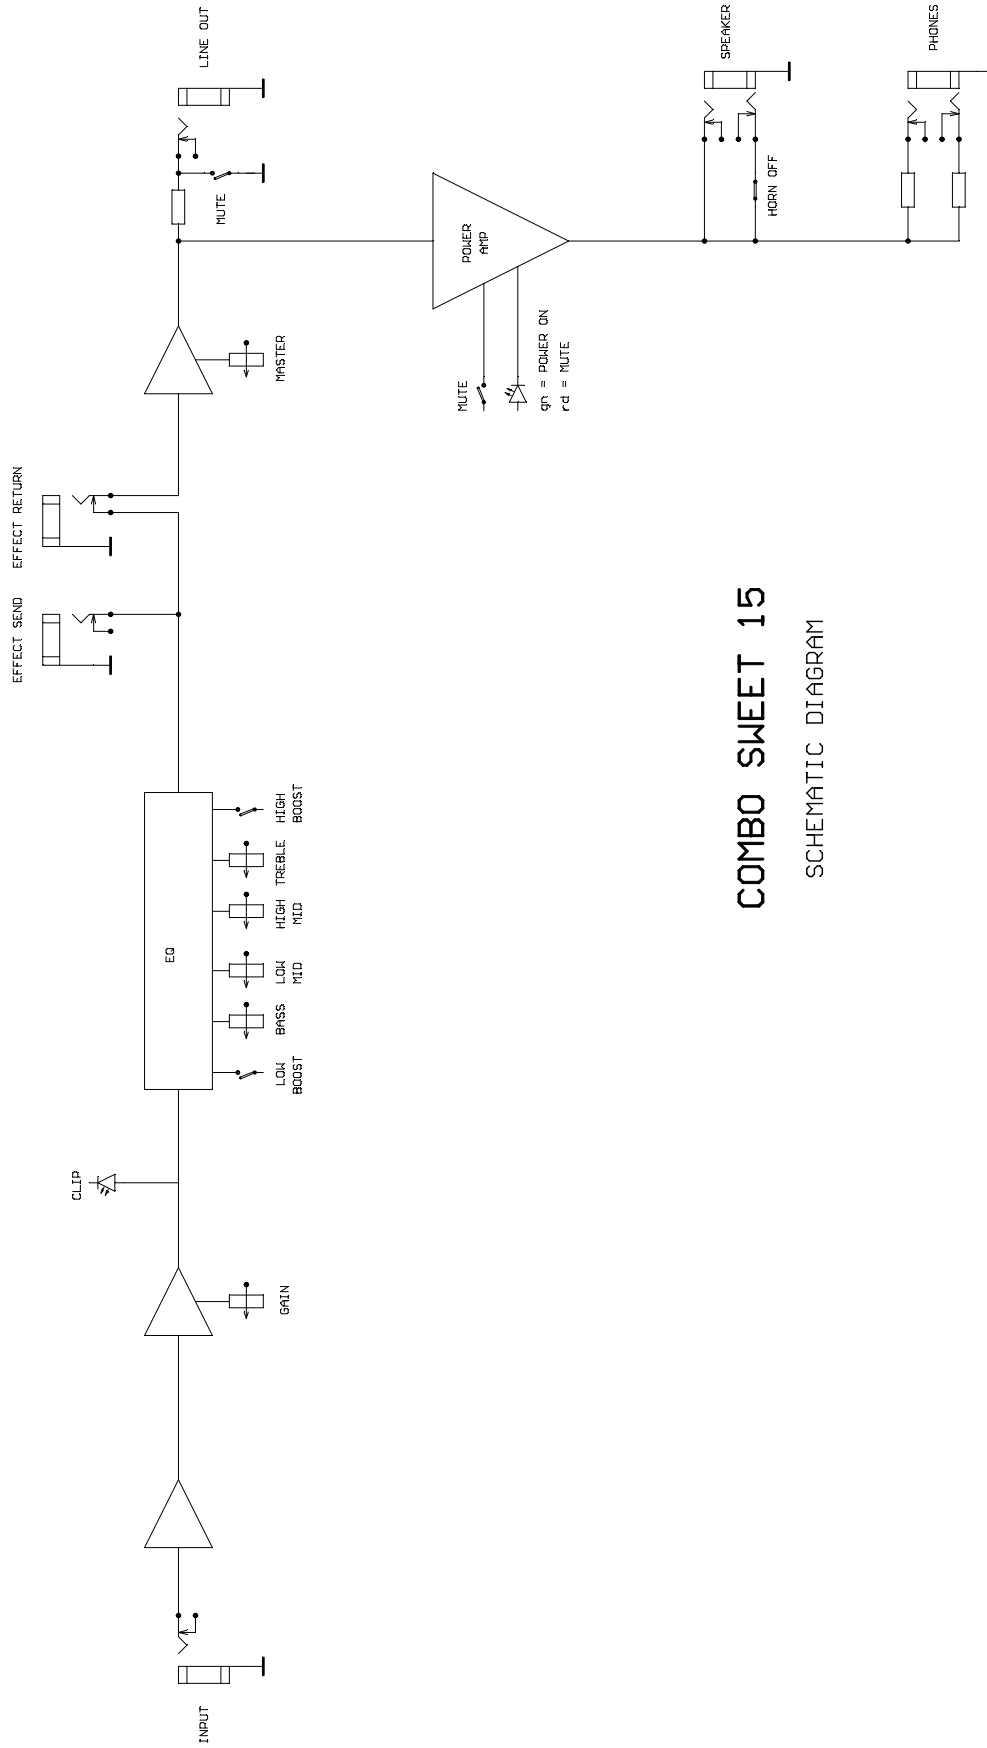 INPUT
GAIN
CLIP
EQ
LOW
BOOST
BASS
LOW
MID
HIGH
MID
TREBLE
HIGH
BOOST
EFFECT SEND
EFFECT RETURN
MASTER
MUTE
LINE OUT
POWER
AMP
MUTE
gn = POWER ON
rd = MUTE
SPEAKER
HORN OFF
PHONES
COMBO SWEET 15
SCHEMATIC DIAGRAM